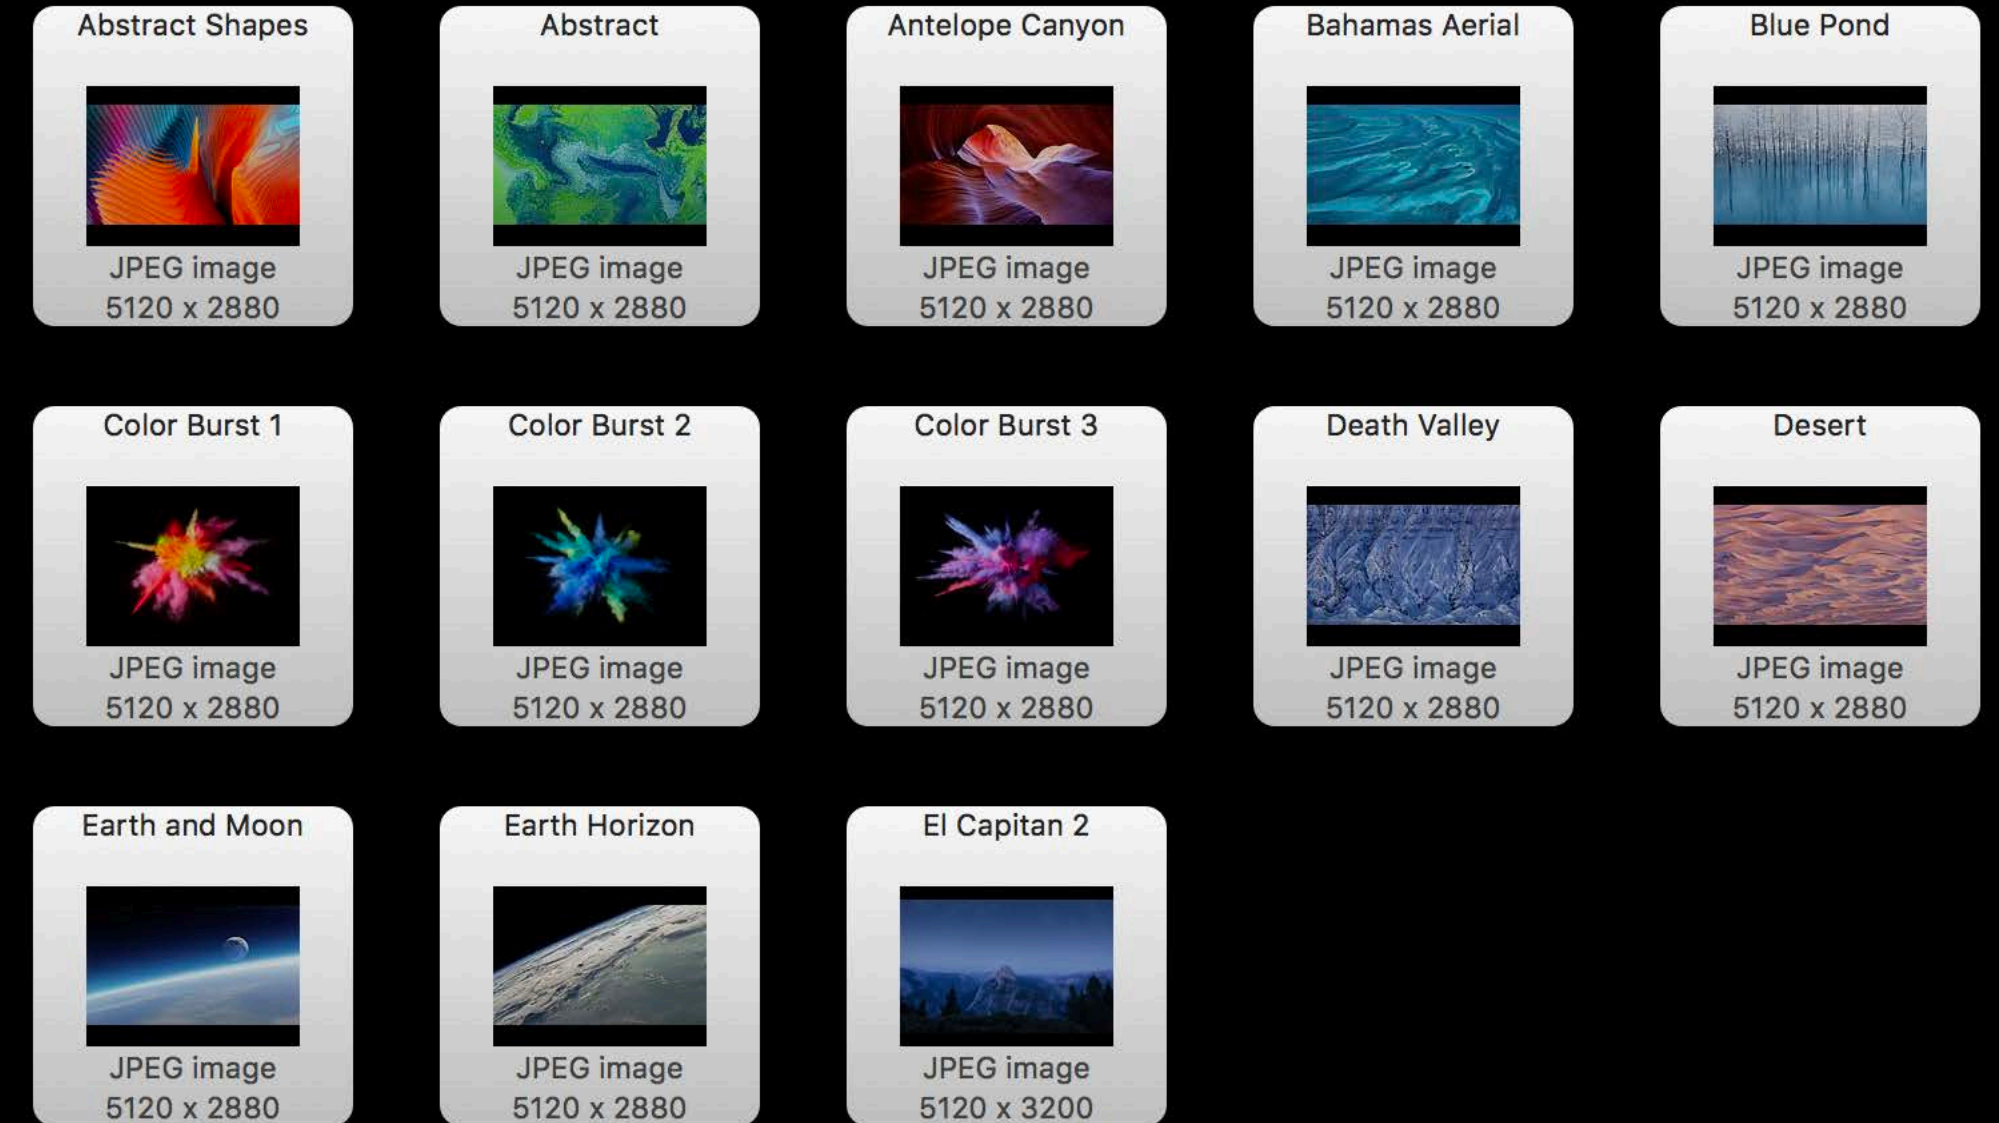 Abstract Shapes
JPEG image
5120 x 2880
Abstract
JPEG image
5120 x 2880
Antelope Canyon
JPEG image
5120 x 2880
Bahamas Aerial
JPEG image
5120 x 2880
Blue Pond
JPEG image
5120 x 2880
Color Burst 1
JPEG image
5120 x 2880
Color Burst 2
JPEG image
5120 x 2880
Color Burst 3
JPEG image
5120 x 2880
Death Valley
JPEG image
5120 x 2880
Desert
JPEG image
5120 x 2880
Earth and Moon
JPEG image
5120 x 2880
Earth Horizon
JPEG image
5120 x 2880
El Capitan 2
JPEG image
5120 x 3200